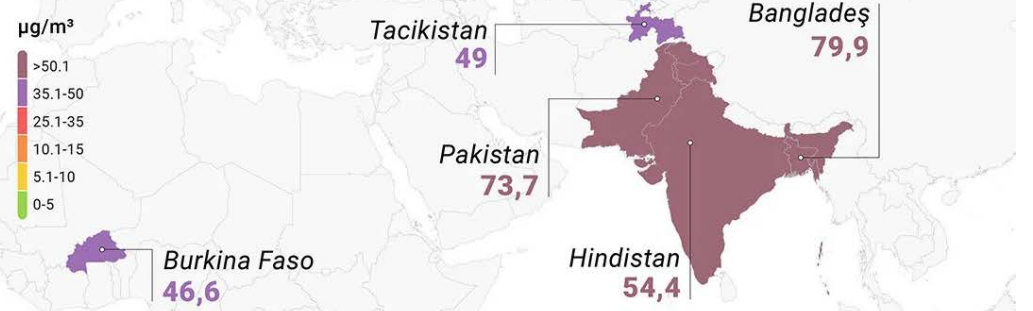 µg/m³
>50.1
35.1-50
25.1-35
10.1-15
5.1-10
0-5
Tacikistan
49
Bangladeş
79,9
Pakistan
73,7
Hindistan
54,4
Burkina Faso
46,6